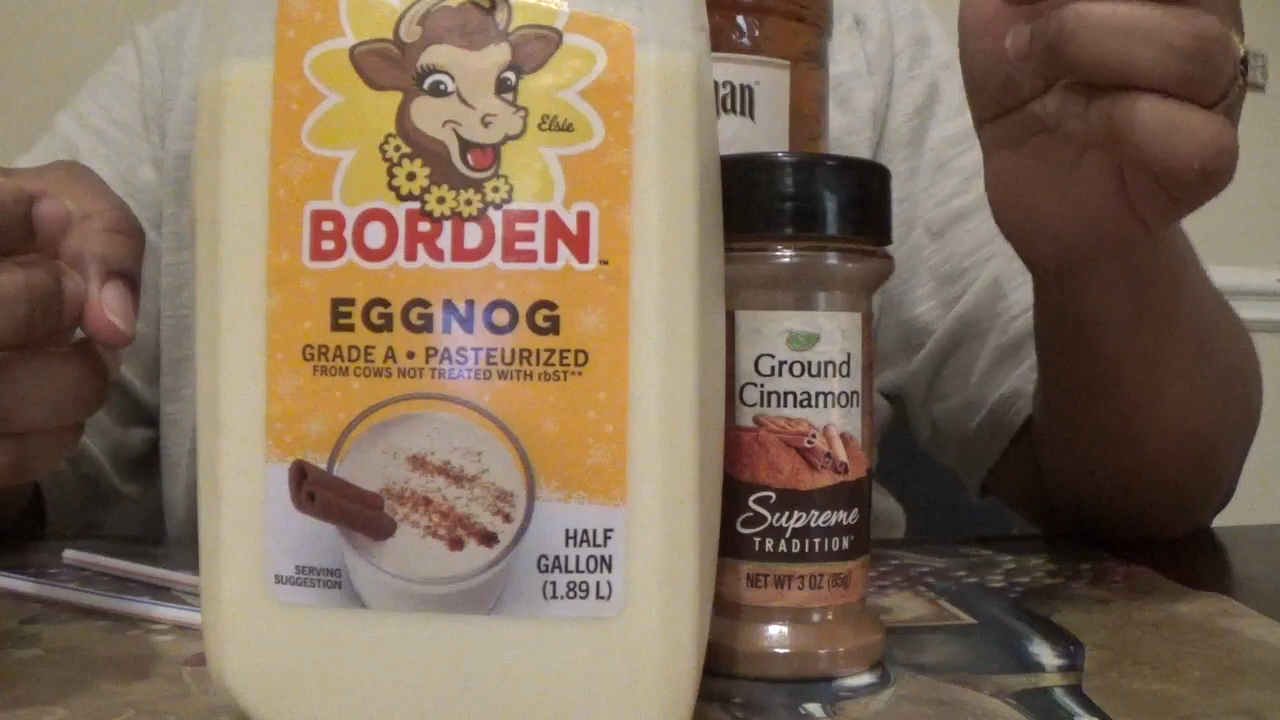 Elsie
BORDEN™
EGGNOG
GRADE A • PASTEURIZED
FROM COWS NOT TREATED WITH rbST**
SERVING
SUGGESTION
HALF
GALLON
(1.89 L)
Ground
Cinnamon
Supreme
TRADITION
NET WT 3 OZ (85g)